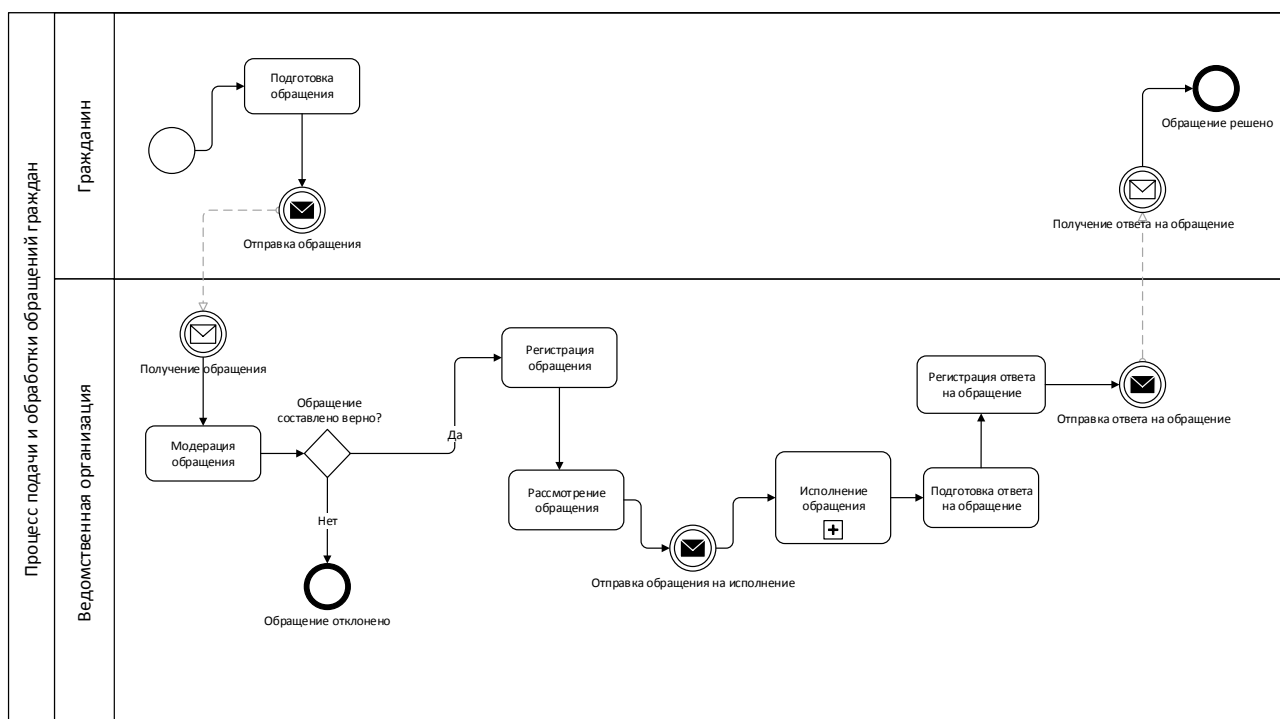 Процесс подачи и обработки обращений граждан
Гражданин
Подготовка
обращения
Отправка обращения
Обращение решено
Получение ответа на обращение
Ведомственная организация
Получение обращения
Модерация
обращения
Обращение
составлено верно?
Да
Нет
Обращение отклонено
Регистрация
обращения
Рассмотрение
обращения
Отправка обращения на исполнение
Исполнение
обращения
Подготовка ответа
на обращение
Регистрация ответа
на обращение
Отправка ответа на обращение